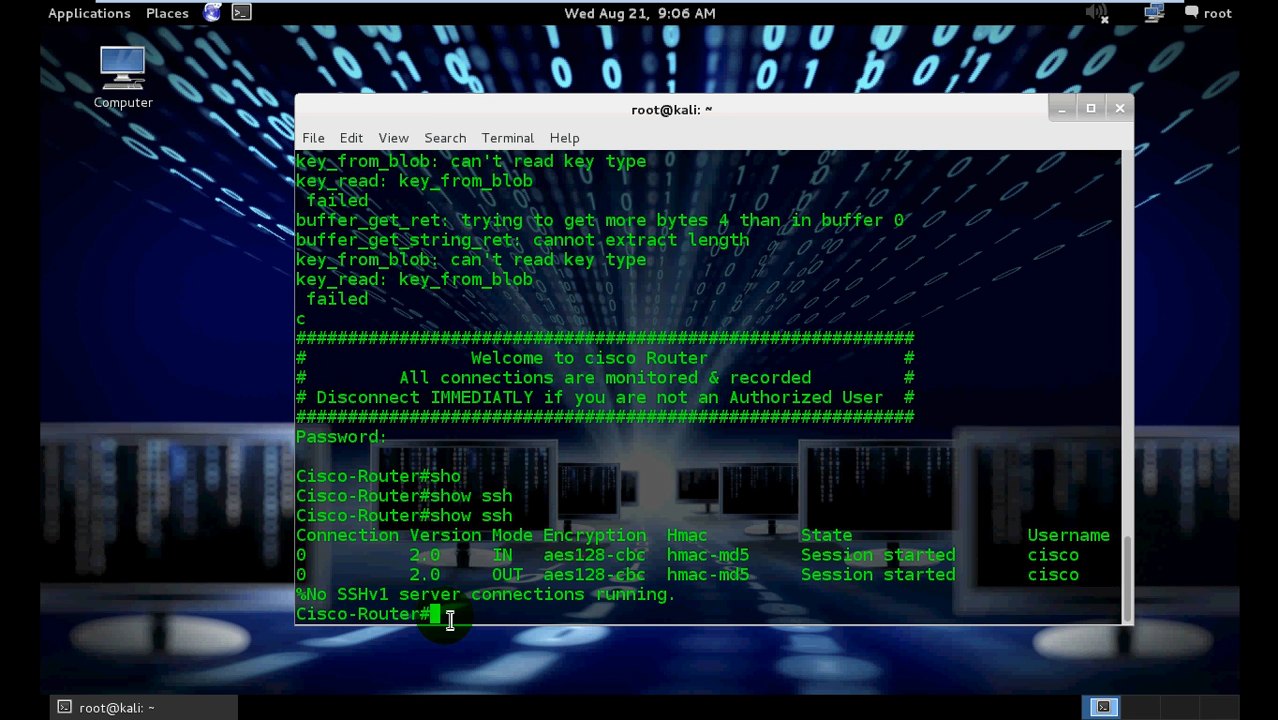 Applications Places Wed Aug 21, 9:06 AM root
Computer
root@kali: ~
File Edit View Search Terminal Help
key_from_blob: can't read key type
key_read: key_from_blob
 failed
buffer_get_ret: trying to get more bytes 4 than in buffer 0
buffer_get_string_ret: cannot extract length
key_from_blob: can't read key type
key_read: key_from_blob
 failed
c
############################################################
# Welcome to cisco Router #
# All connections are monitored & recorded #
# Disconnect IMMEDIATLY if you are not an Authorized User #
############################################################
Password:
Cisco-Router#sho
Cisco-Router#show ssh
Cisco-Router#show ssh
Connection Version Mode Encryption Hmac State Username
0 2.0 IN aes128-cbc hmac-md5 Session started cisco
0 2.0 OUT aes128-cbc hmac-md5 Session started cisco
%No SSHv1 server connections running.
Cisco-Router#
root@kali: ~